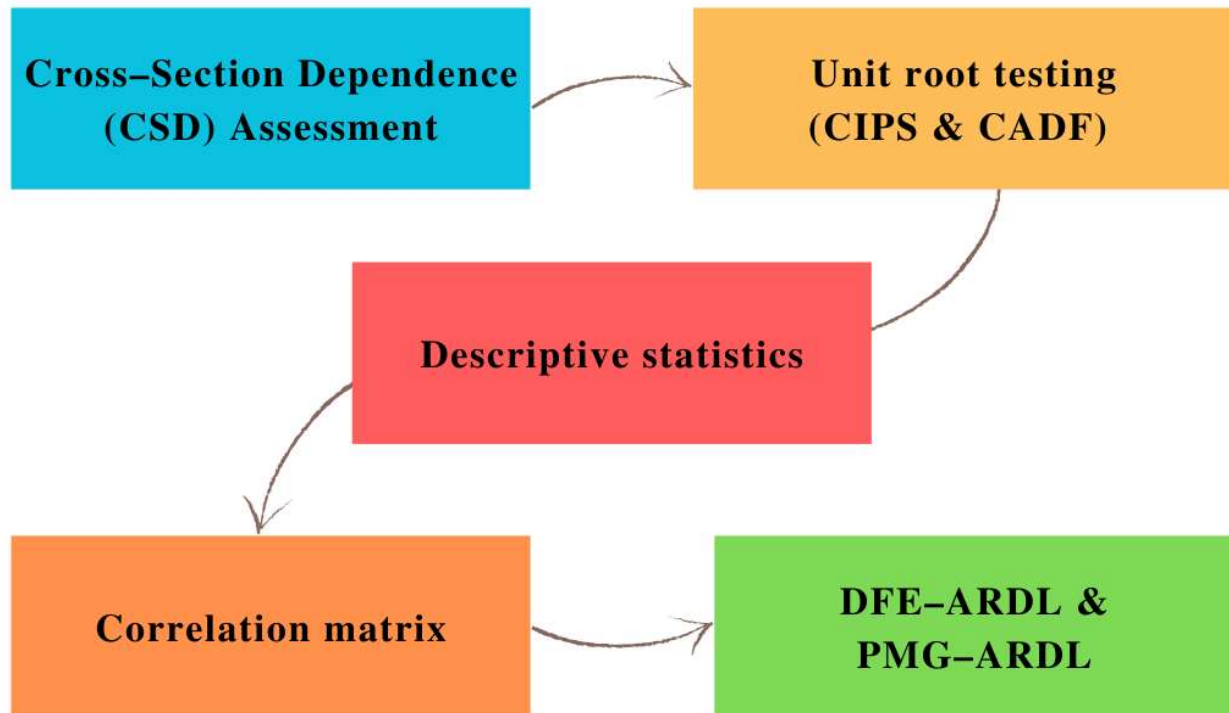 Cross–Section Dependence
(CSD) Assessment
Unit root testing
(CIPS & CADF)
Descriptive statistics
Correlation matrix
DFE–ARDL &
PMG–ARDL